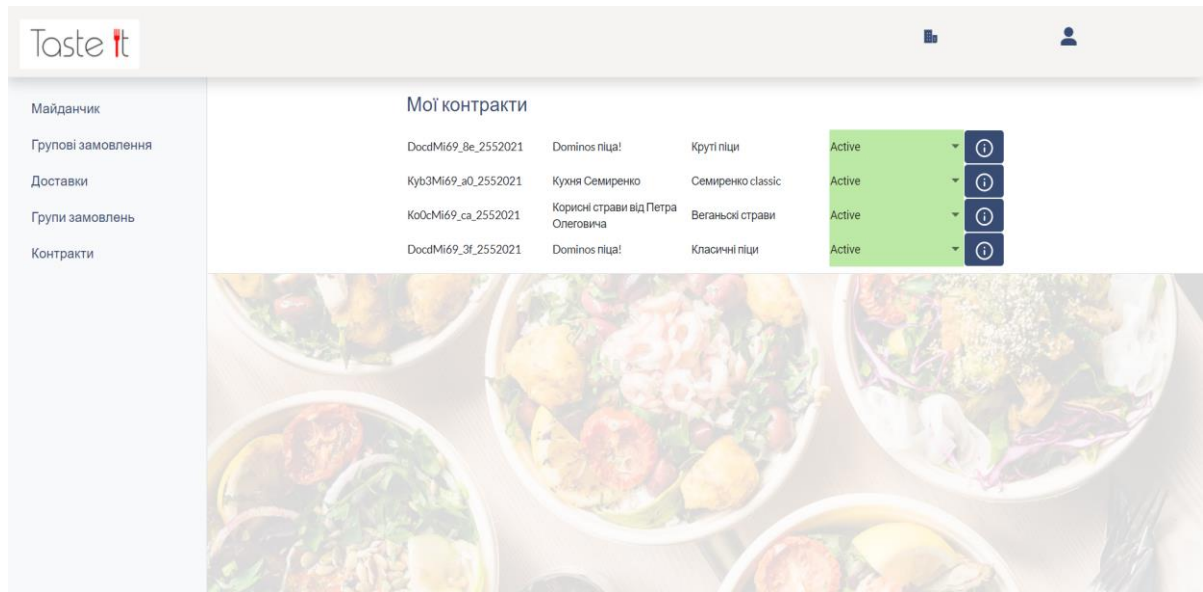 Taste it
Майданчик
Групові замовлення
Доставки
Групи замовлень
Контракти
Мої контракти
DocdMi69_8e_2552021 Dominos піца! Круті піци Active
Kyb3Mi69_a0_2552021 Кухня Семиренко Семиренко classic Active
Ko0cMi69_ca_2552021 Корисні страви від Петра Олеговича Веганьскі страви Active
DocdMi69_3f_2552021 Dominos піца! Класичні піци Active